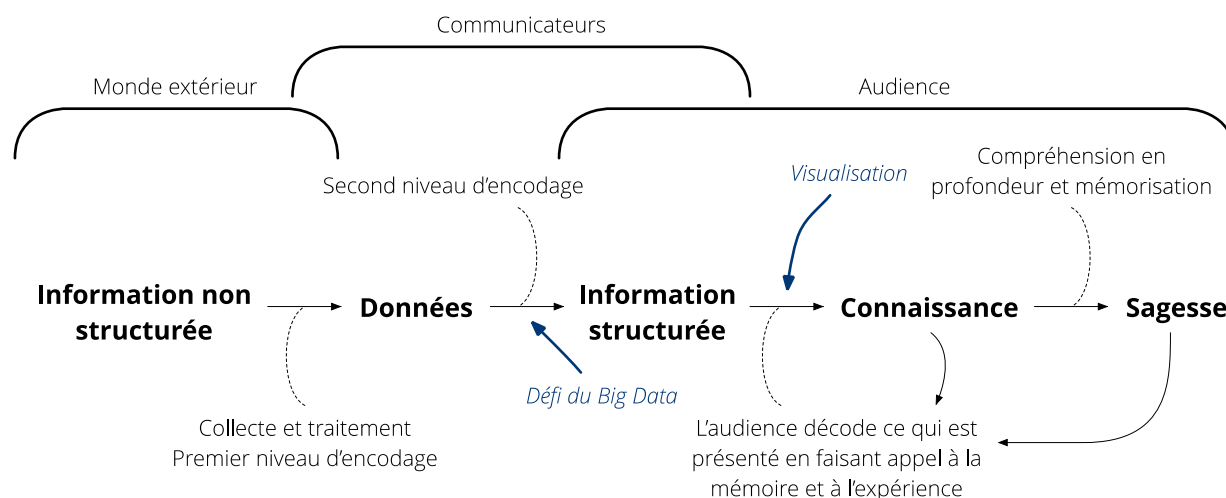 Communicateurs
Monde extérieur
Audience
Second niveau d’encodage
Visualisation
Compréhension en
profondeur et mémorisation
Information non
structurée
Données
Information
structurée
Connaissance
Sagesse
Défi du Big Data
Collecte et traitement
Premier niveau d’encodage
L’audience décode ce qui est
présenté en faisant appel à la
mémoire et à l’expérience